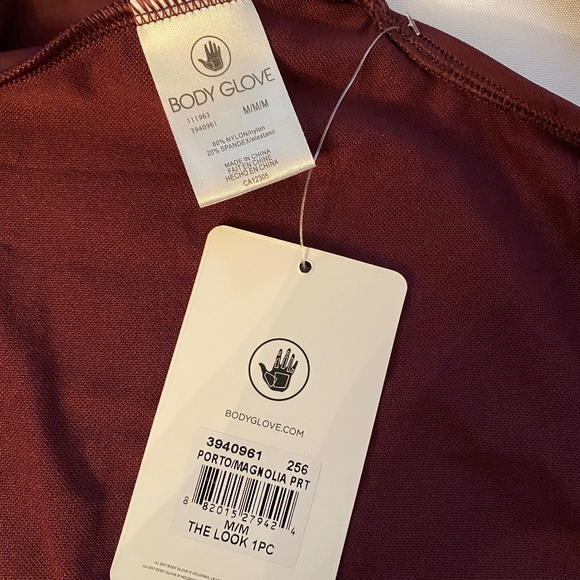 BODY GLOVE
111963
3940961 M/M/M
80% NYLON/nylon
20% SPANDEX/elastano
MADE IN CHINA
FAIT EN CHINE
HECHO EN CHINA
CA12305
BODYGLOVE.COM
3940961 256
PORTO/MAGNOLIA PRT
8 82015 27942 4
M/M
THE LOOK 1PC